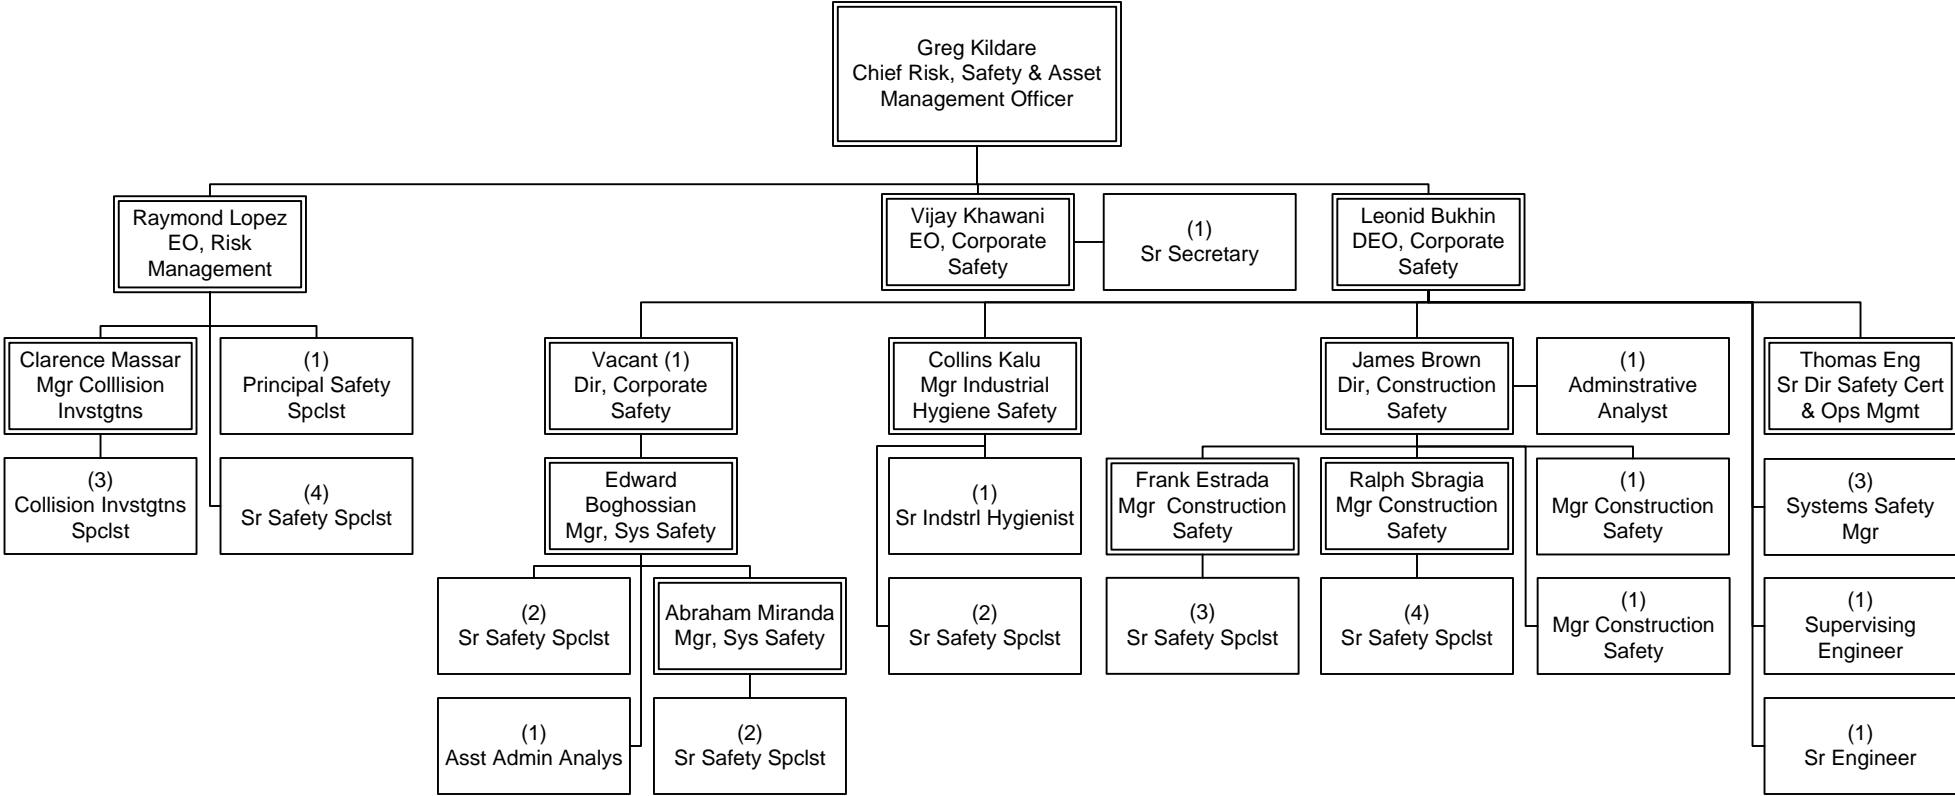 Greg Kildare
Chief Risk, Safety & Asset
Management Officer
Raymond Lopez
EO, Risk
Management
Vijay Khawani
EO, Corporate
Safety
(1)
Sr Secretary
Leonid Bukhin
DEO, Corporate
Safety
Clarence Massar
Mgr Colllision
Invstgtns
(1)
Principal Safety
Spclst
Vacant (1)
Dir, Corporate
Safety
Collins Kalu
Mgr Industrial
Hygiene Safety
James Brown
Dir, Construction
Safety
(1)
Adminstrative
Analyst
Thomas Eng
Sr Dir Safety Cert
& Ops Mgmt
(3)
Collision Invstgtns
Spclst
(4)
Sr Safety Spclst
Edward
Boghossian
Mgr, Sys Safety
(1)
Sr Indstrl Hygienist
Frank Estrada
Mgr  Construction
Safety
Ralph Sbragia
Mgr Construction
Safety
(1)
Mgr Construction
Safety
(3)
Systems Safety
Mgr
(2)
Sr Safety Spclst
Abraham Miranda
Mgr, Sys Safety
(2)
Sr Safety Spclst
(3)
Sr Safety Spclst
(4)
Sr Safety Spclst
(1)
Mgr Construction
Safety
(1)
Supervising
Engineer
(1)
Asst Admin Analys
(2)
Sr Safety Spclst
(1)
Sr Engineer